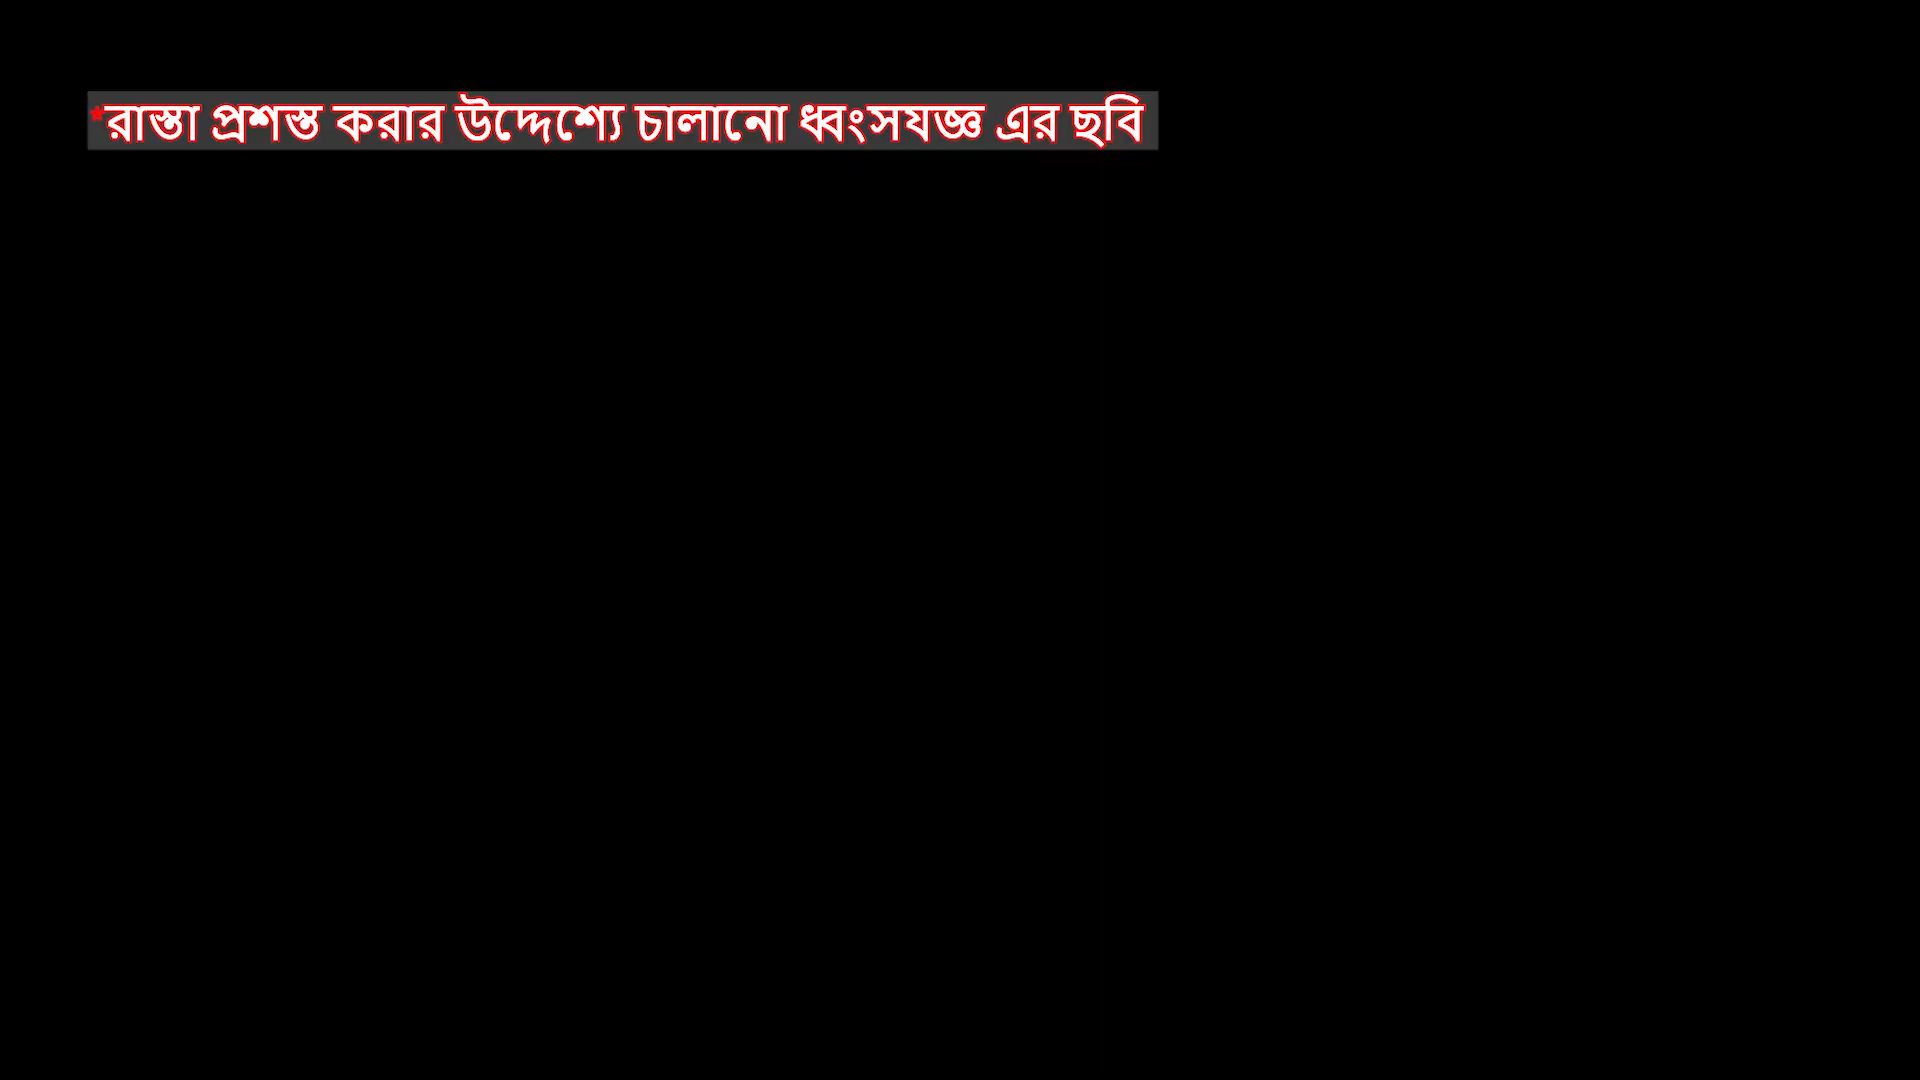 *রাস্তা প্রশস্ত করার উদ্দেশ্যে চালানো ধ্বংসযজ্ঞ এর ছবি